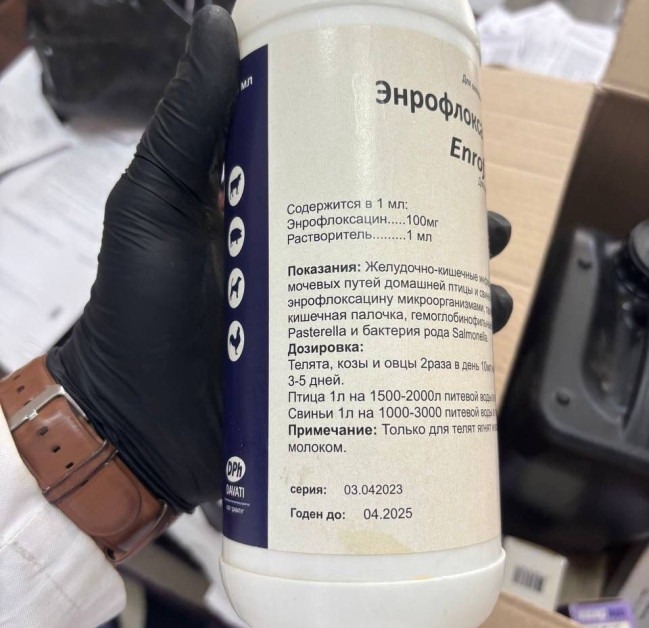 мл
Энрофлокс
Enro
Содержится в 1 мл:
Энрофлоксацин.....100мг
Растворитель.........1 мл
Показания: Желудочно-кишечные
мочевых путей домашней птицы и
энрофлоксацину микроорганизмами,
кишечная палочка,
Pasterella и бактерия рода Salmonella
Дозировка:
Телята, козы и овцы 2раза в день
3-5 дней.
Птица 1л на 1500-2000л питевой воды
Свиньи 1л на 1000-3000 питевой воды
Примечание: Только для телят ягнят
молоком.
DPh
DAVATI
серия: 03.042023
Годен до: 04.2025